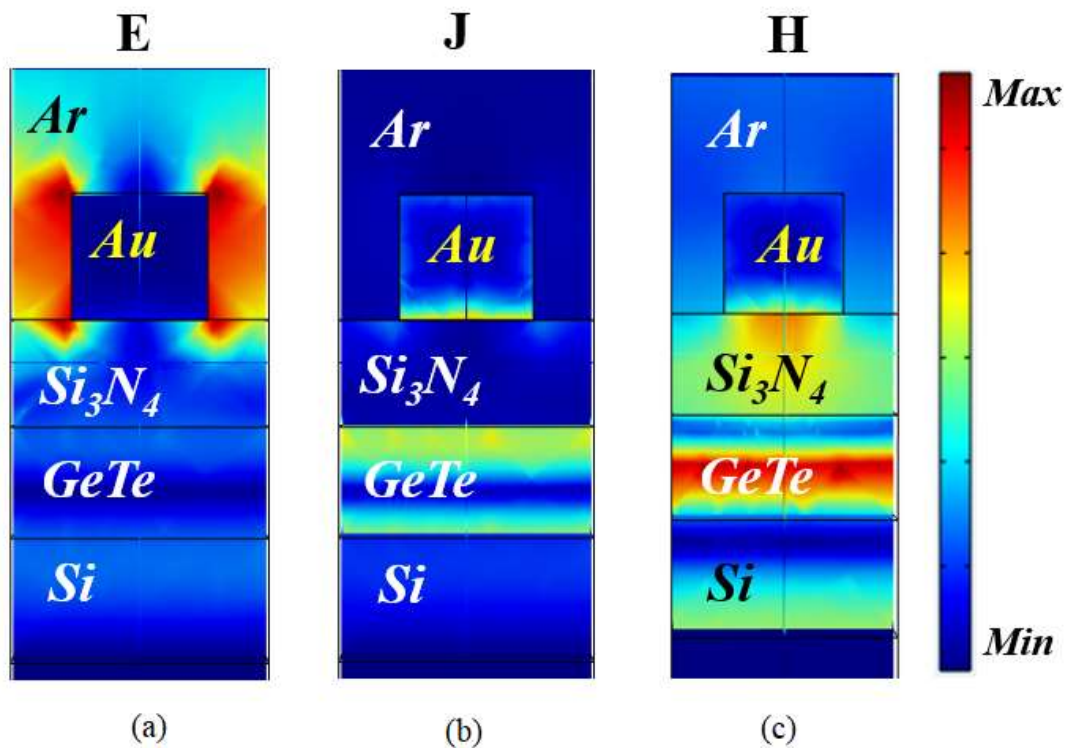 E J H
Ar Ar Ar Max
Au Au Au
Si3N4 Si3N4 Si3N4
GeTe GeTe GeTe
Si Si Si Min
(a) (b) (c)